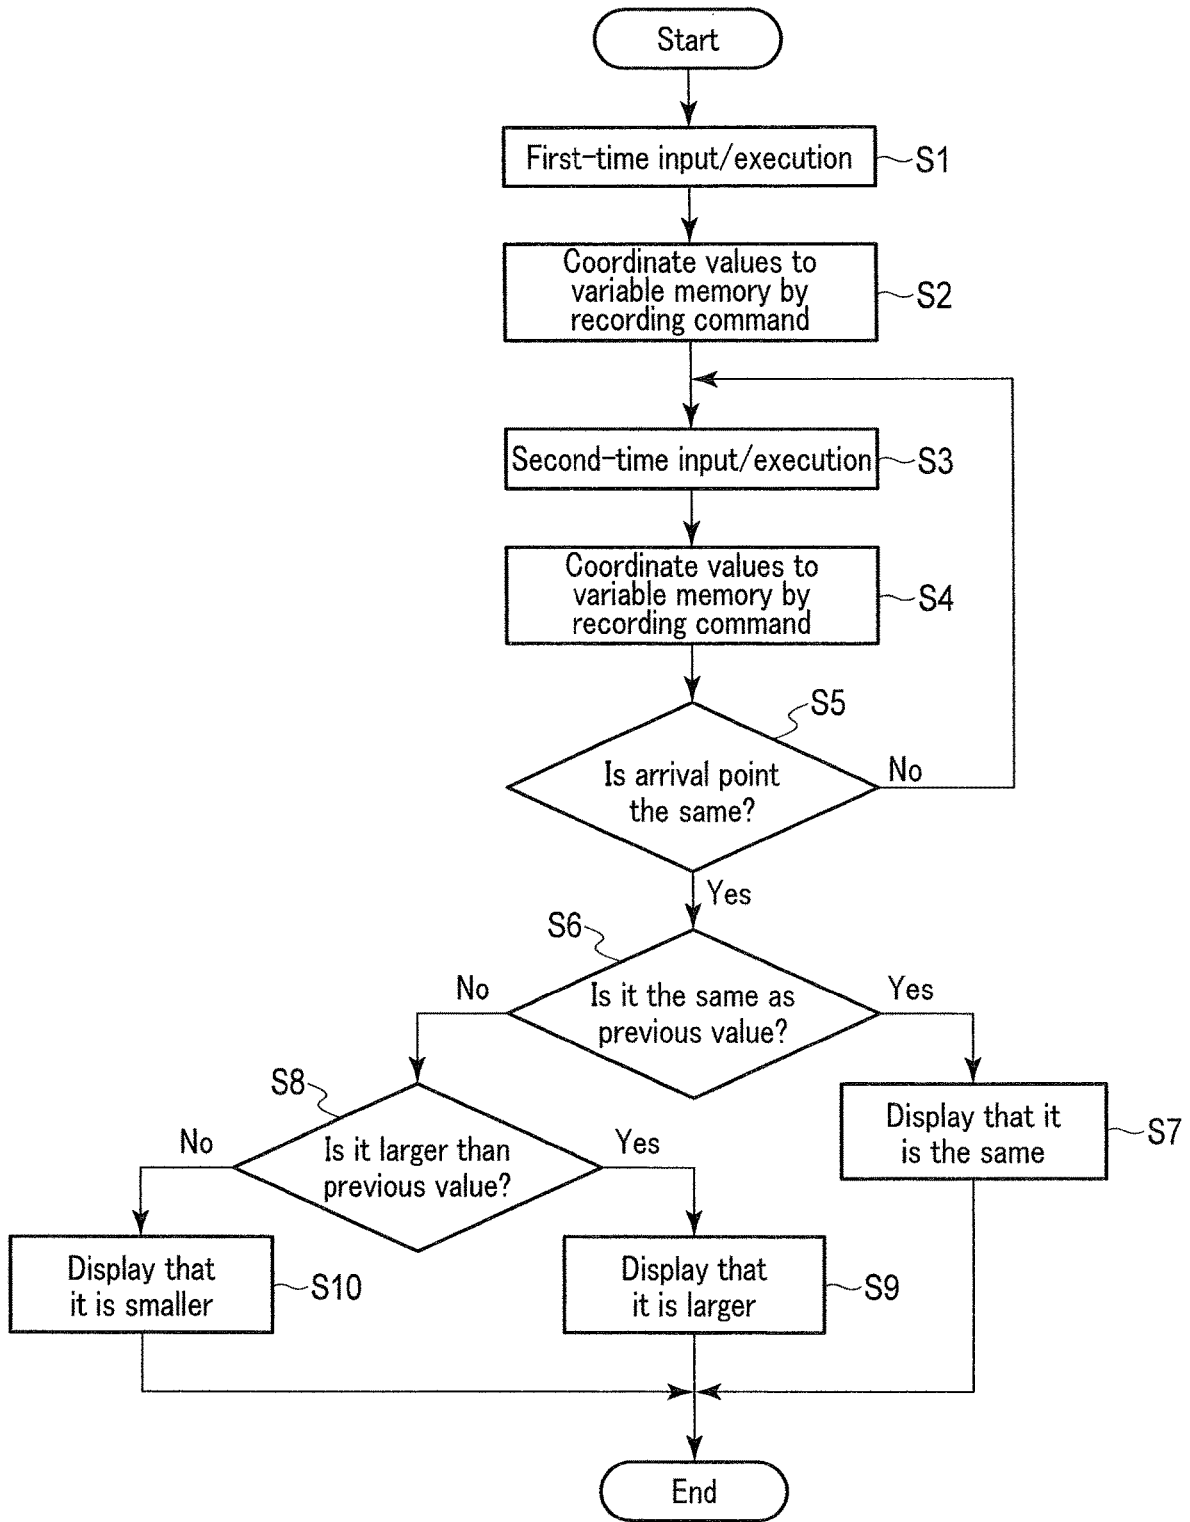 Start
First-time input/execution
S1
Coordinate values to
variable memory by
recording command
S2
Second-time input/execution
S3
Coordinate values to
variable memory by
recording command
S4
S5
Is arrival point
the same?
No
Yes
S6
Is it the same as
previous value?
No
Yes
S8
Is it larger than
previous value?
No
Yes
Display that it
is the same
S7
Display that
it is smaller
S10
Display that
it is larger
S9
End